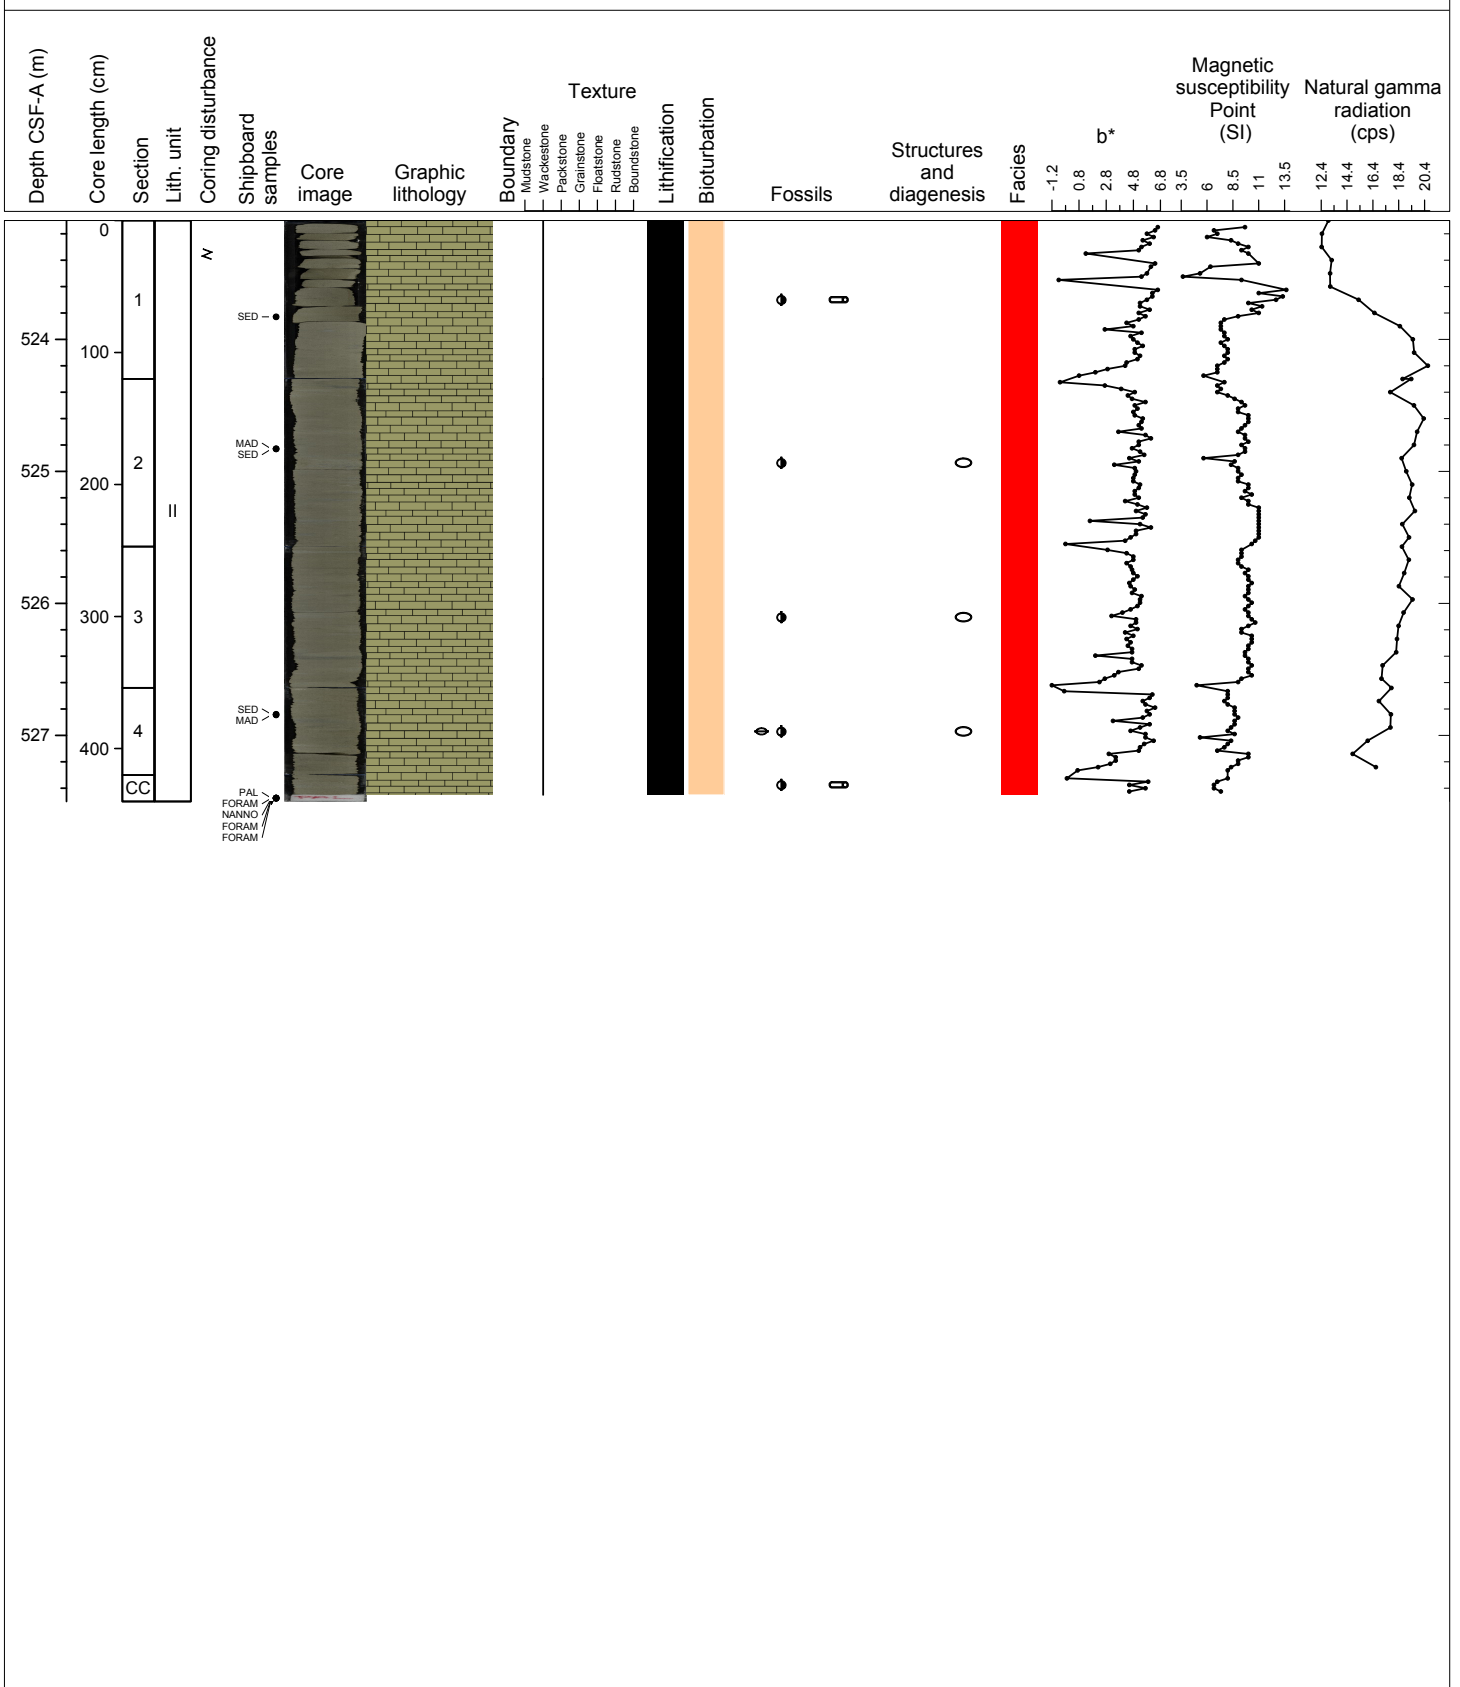 Depth CSF-A (m)
Core length (cm)
Section
Lith. unit
Coring disturbance
Shipboard
samples
Core
image
Graphic
lithology
Boundary
Texture
Mudstone
Wackestone
Packstone
Grainstone
Floatstone
Rudstone
Boundstone
Lithification
Bioturbation
Fossils
Structures
and
diagenesis
Facies
b*
-1.2
0.8
2.8
4.8
6.8
Magnetic
susceptibility
Point
(SI)
3.5
6
8.5
11
13.5
Natural gamma
radiation
(cps)
12.4
14.4
16.4
18.4
20.4
0
1
SED
524
100
MAD
SED
2
525
200
II
526
300
3
SED
MAD
4
527
400
CC
PAL
FORAM
NANNO
FORAM
FORAM